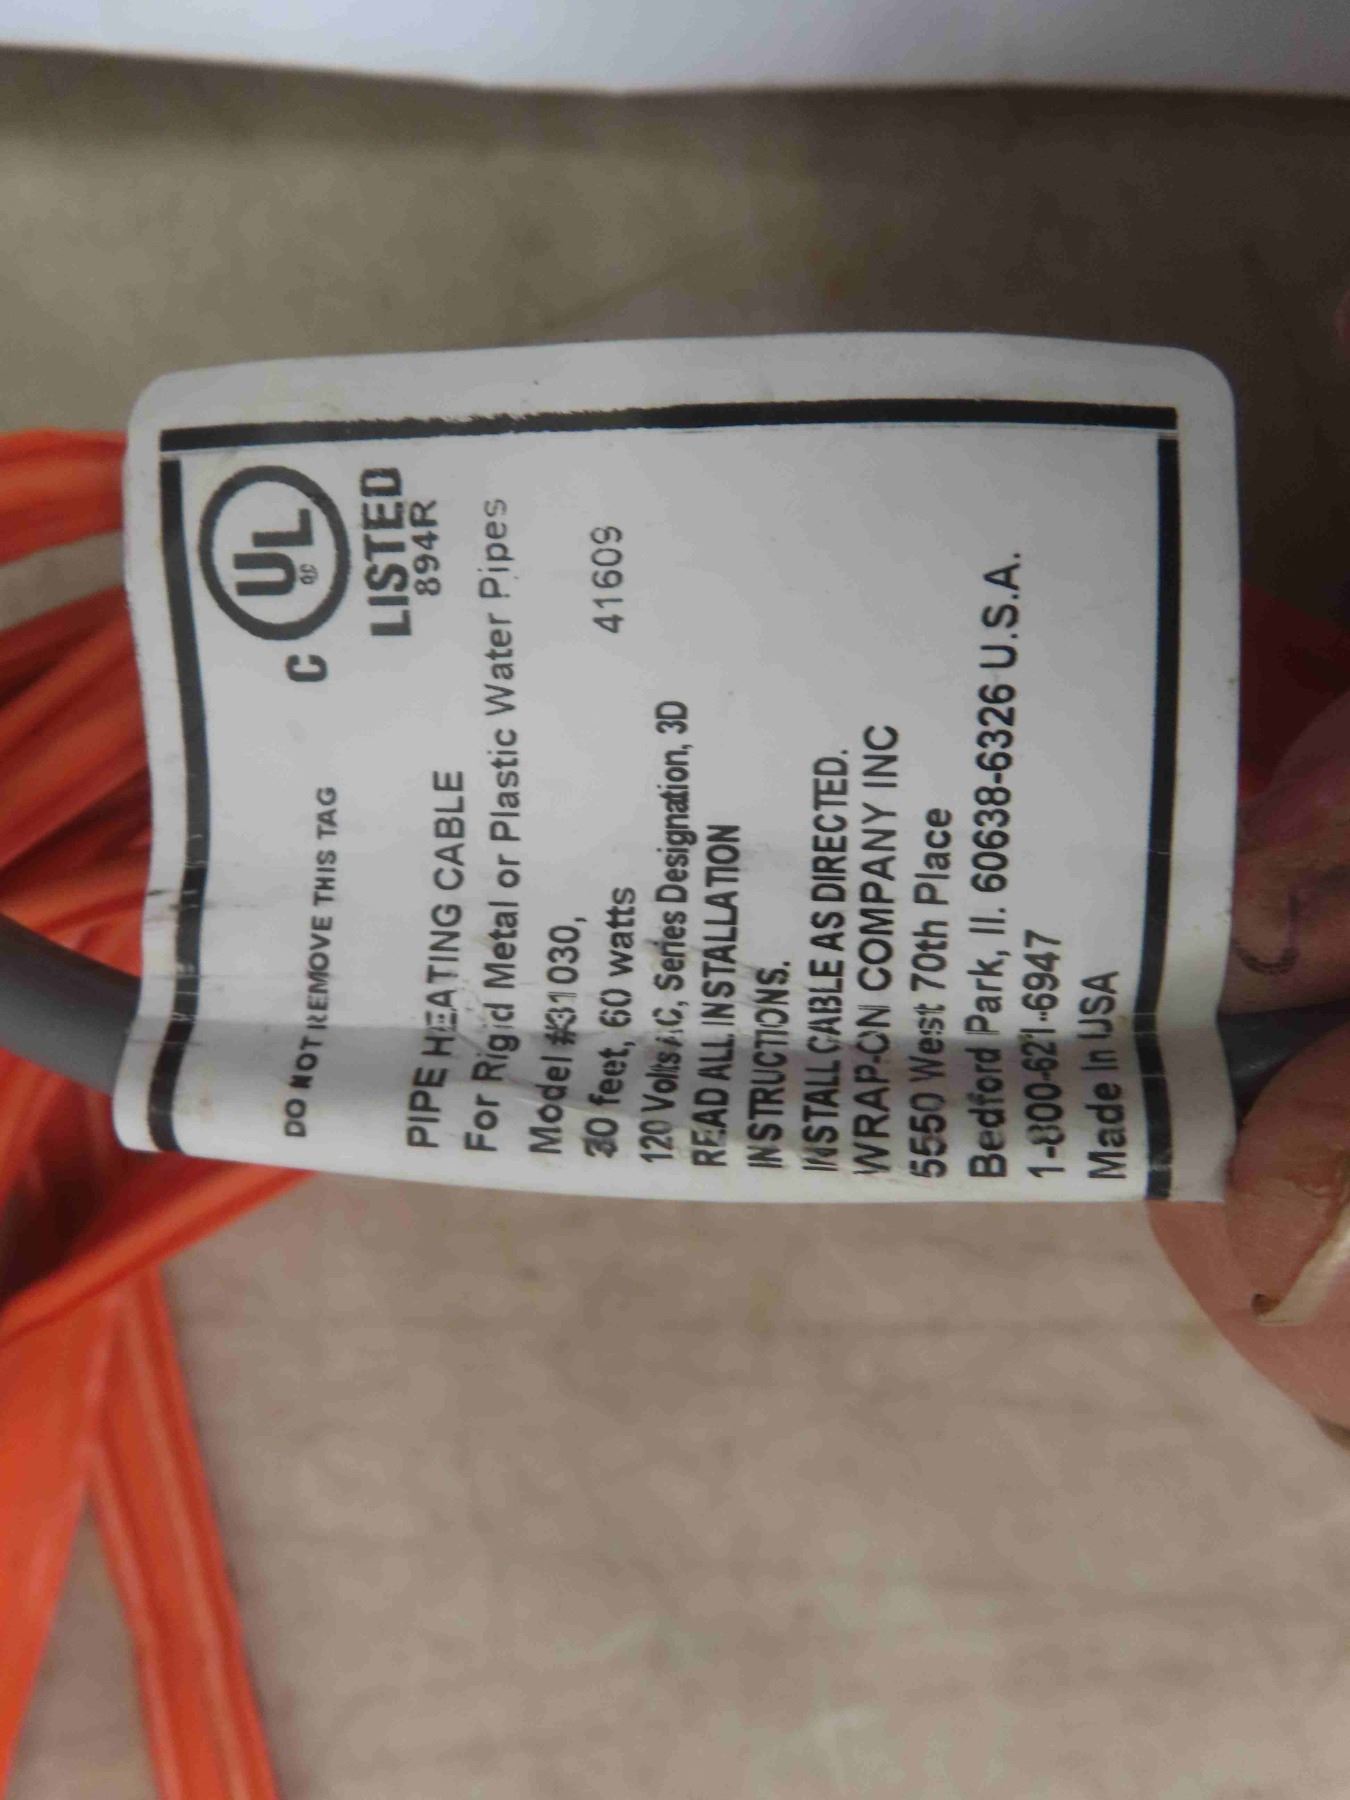 DO NOT REMOVE THIS TAG
C UL
LISTED
894R
PIPE HEATING CABLE
For Rigid Metal or Plastic Water Pipes
Model #31030,
30 feet, 60 watts 41609
120 Volts AC, Series Designation, 3D
READ ALL INSTALLATION
INSTRUCTIONS.
INSTALL CABLE AS DIRECTED.
WRAP-ON COMPANY INC
5550 West 70th Place
Bedford Park, Il. 60638-6326 U.S.A.
1-800-621-6947
Made In USA